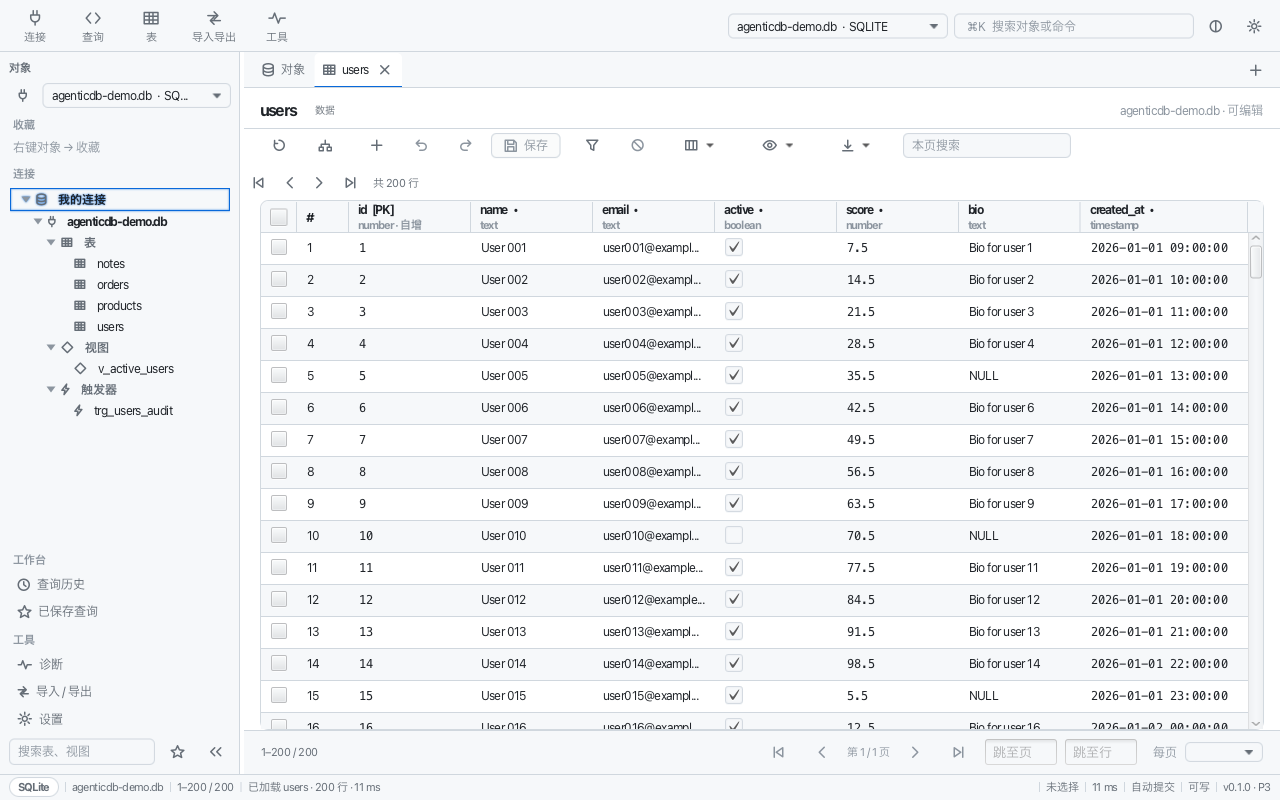 连接 查询 表 导入导出 工具
agenticdb-demo.db · SQLITE
⌘K 搜索对象或命令
对象
agenticdb-demo.db · SQ...
收藏
右键对象 → 收藏
连接
我的连接
agenticdb-demo.db
表
notes
orders
products
users
视图
v_active_users
触发器
trg_users_audit
工作台
查询历史
已保存查询
工具
诊断
导入 / 导出
设置
搜索表、视图
对象 users
users 数据 agenticdb-demo.db · 可编辑
保存 本页搜索
共 200 行
# id [PK] name • email • active • score • bio created_at •
number · 自增 text text boolean number text timestamp
1 1 User 001 user001@exampl... 7.5 Bio for user 1 2026-01-01 09:00:00
2 2 User 002 user002@exampl... 14.5 Bio for user 2 2026-01-01 10:00:00
3 3 User 003 user003@exampl... 21.5 Bio for user 3 2026-01-01 11:00:00
4 4 User 004 user004@exampl... 28.5 Bio for user 4 2026-01-01 12:00:00
5 5 User 005 user005@exampl... 35.5 NULL 2026-01-01 13:00:00
6 6 User 006 user006@exampl... 42.5 Bio for user 6 2026-01-01 14:00:00
7 7 User 007 user007@exampl... 49.5 Bio for user 7 2026-01-01 15:00:00
8 8 User 008 user008@exampl... 56.5 Bio for user 8 2026-01-01 16:00:00
9 9 User 009 user009@exampl... 63.5 Bio for user 9 2026-01-01 17:00:00
10 10 User 010 user010@exampl... 70.5 NULL 2026-01-01 18:00:00
11 11 User 011 user011@example... 77.5 Bio for user 11 2026-01-01 19:00:00
12 12 User 012 user012@example... 84.5 Bio for user 12 2026-01-01 20:00:00
13 13 User 013 user013@exampl... 91.5 Bio for user 13 2026-01-01 21:00:00
14 14 User 014 user014@exampl... 98.5 Bio for user 14 2026-01-01 22:00:00
15 15 User 015 user015@exampl... 5.5 NULL 2026-01-01 23:00:00
16 16 User 016 user016@exampl... 12.5 Bio for user 16 2026-01-02 00:00:00
1–200 / 200 第 1 / 1 页 跳至页 跳至行 每页
SQLite agenticdb-demo.db 1–200 / 200 已加载 users · 200 行 · 11 ms 未选择 11 ms 自动提交 可写 v0.1.0 · P3